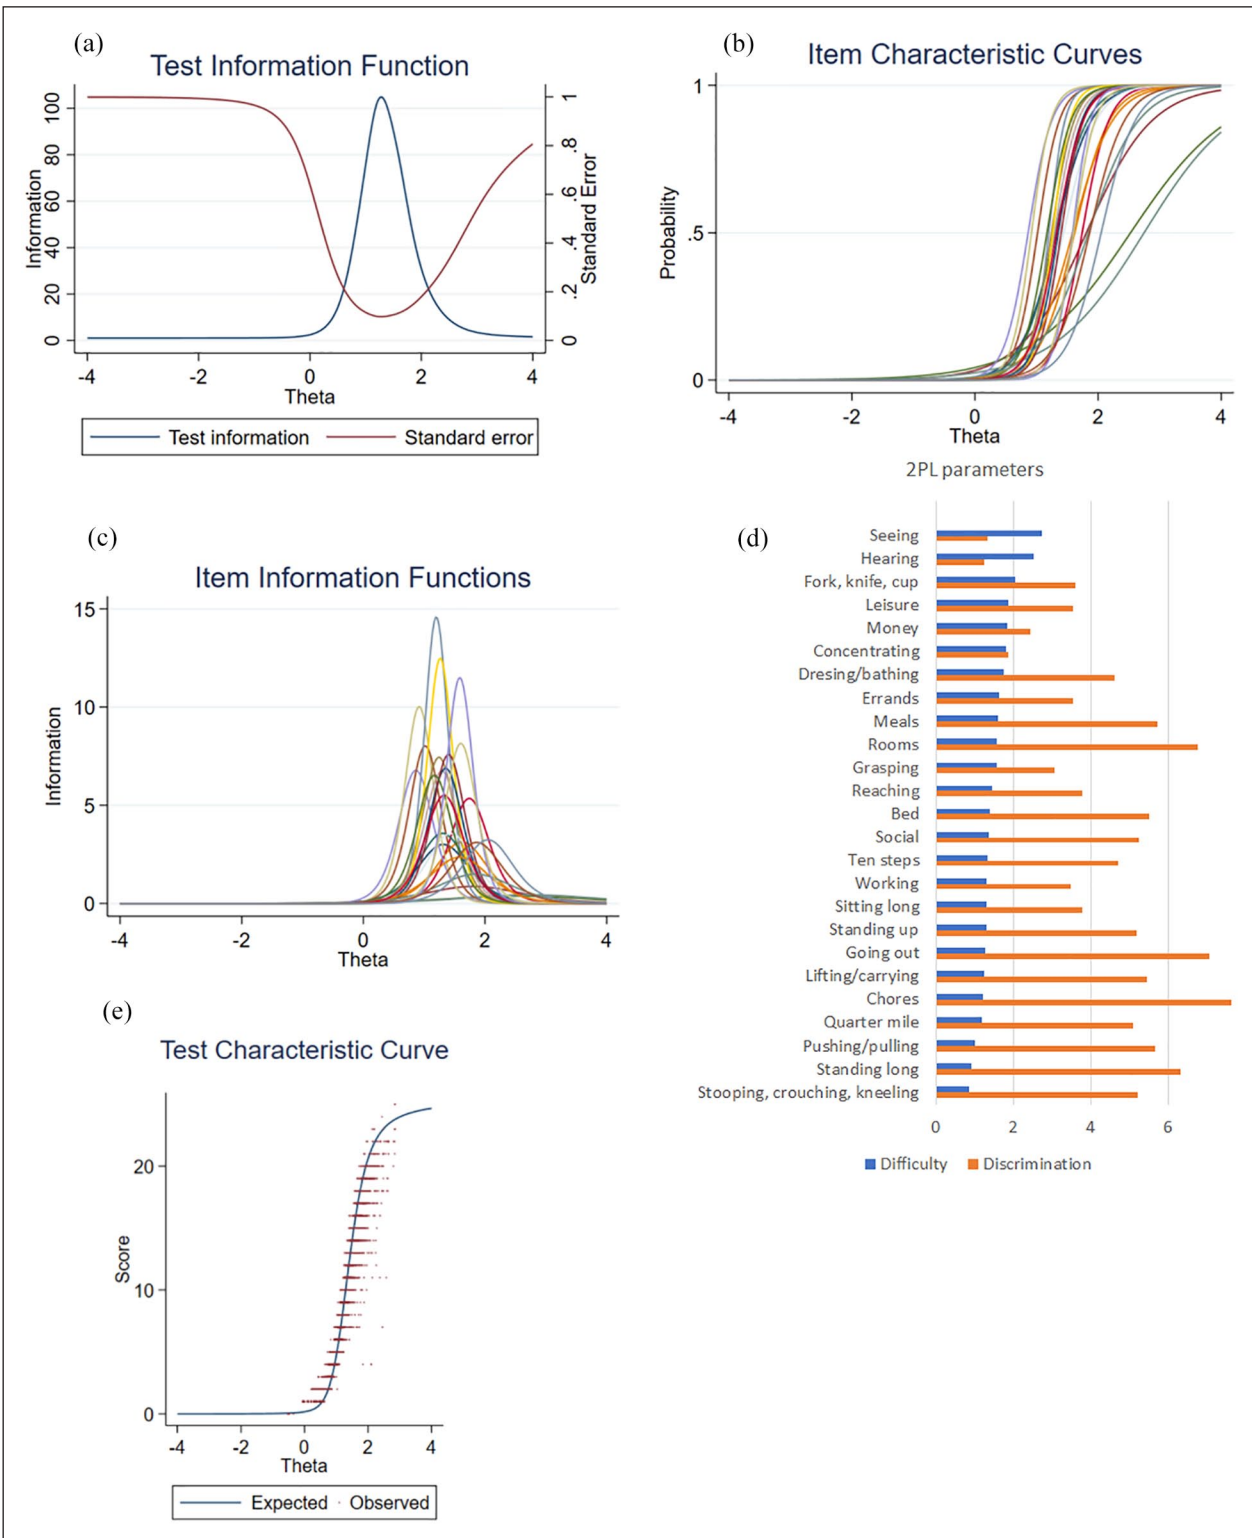 (a)
Test Information Function
100
80
60
40
20
0
Information
1
.8
.6
.4
.2
0
Standard Error
-4 -2 0 2 4
Theta
Test information Standard error
(b)
Item Characteristic Curves
1
.5
0
Probability
-4 -2 0 2 4
Theta
(c)
Item Information Functions
15
10
5
0
Information
-4 -2 0 2 4
Theta
2PL parameters
(d)
Seeing
Hearing
Fork, knife, cup
Leisure
Money
Concentrating
Dresing/bathing
Errands
Meals
Rooms
Grasping
Reaching
Bed
Social
Ten steps
Working
Sitting long
Standing up
Going out
Lifting/carrying
Chores
Quarter mile
Pushing/pulling
Standing long
Stooping, crouching, kneeling
0 2 4 6
Difficulty Discrimination
(e)
Test Characteristic Curve
20
10
0
Score
-4 -2 0 2 4
Theta
Expected Observed